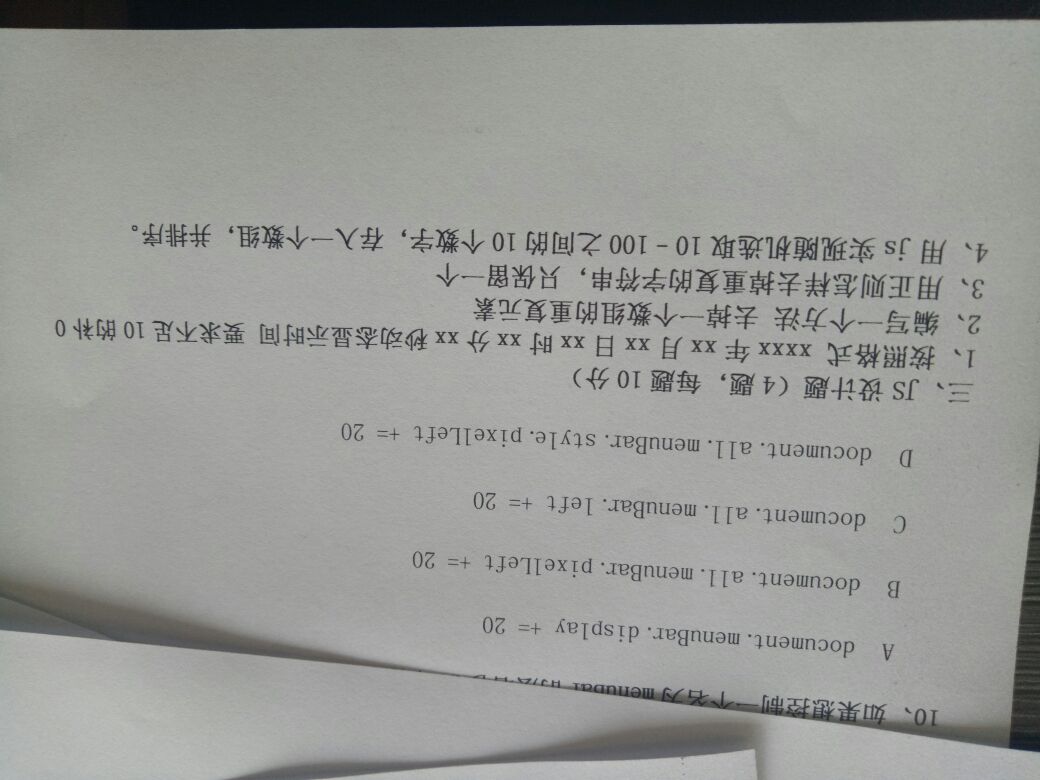 10、如果想控制一个名为 menuBar 的层
A document.menuBar.display += 20
B document.all.menuBar.pixelLeft += 20
C document.all.menuBar.left += 20
D document.all.menuBar.style.pixelLeft += 20
三、JS 设计题（4 题，每题 10 分）
1、按照格式 xxxx 年 xx 月 xx 日 xx 时 xx 分 xx 秒动态显示时间 要求不足 10 的补 0
2、编写一个方法 去掉一个数组的重复元素
3、用正则怎样去掉重复的字符串，只保留一个
4、用 js 实现随机选取 10－100 之间的 10 个数字，存入一个数组，并排序。